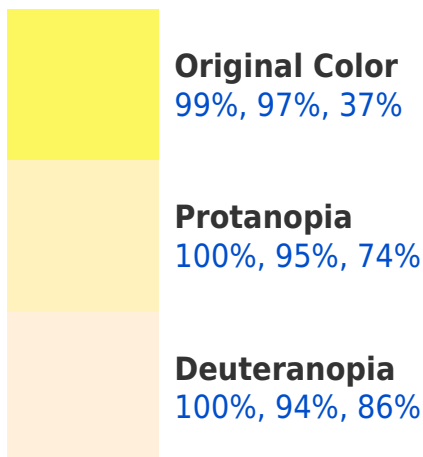 Original Color
99%, 97%, 37%
Protanopia
100%, 95%, 74%
Deuteranopia
100%, 94%, 86%